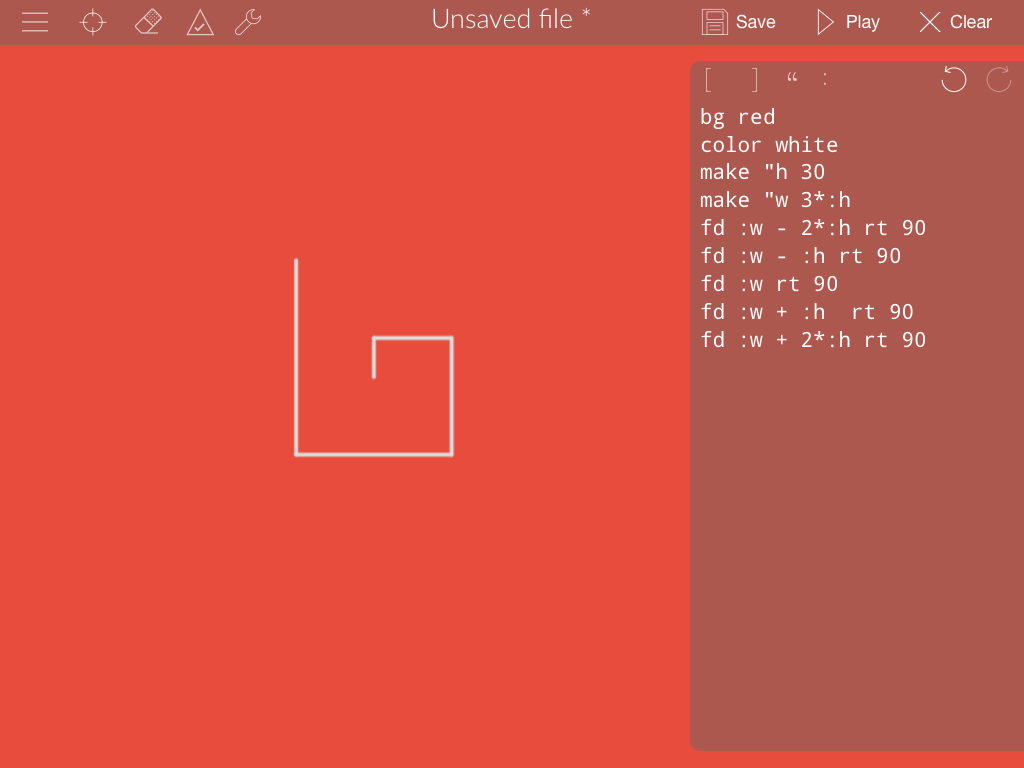 Unsaved file *
Save
Play
Clear
[ ] “ :
bg red
color white
make "h 30
make "w 3*:h
fd :w - 2*:h rt 90
fd :w - :h rt 90
fd :w rt 90
fd :w + :h  rt 90
fd :w + 2*:h rt 90